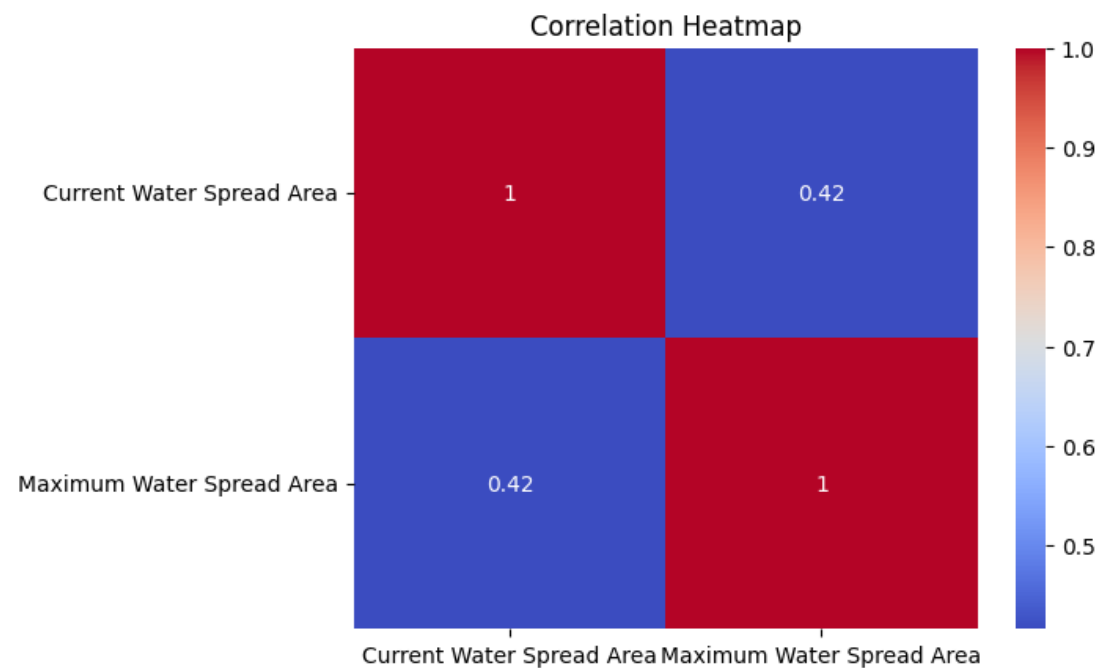 Correlation Heatmap
Current Water Spread Area
1
0.42
Maximum Water Spread Area
0.42
1
Current Water Spread Area
Maximum Water Spread Area
1.0
0.9
0.8
0.7
0.6
0.5